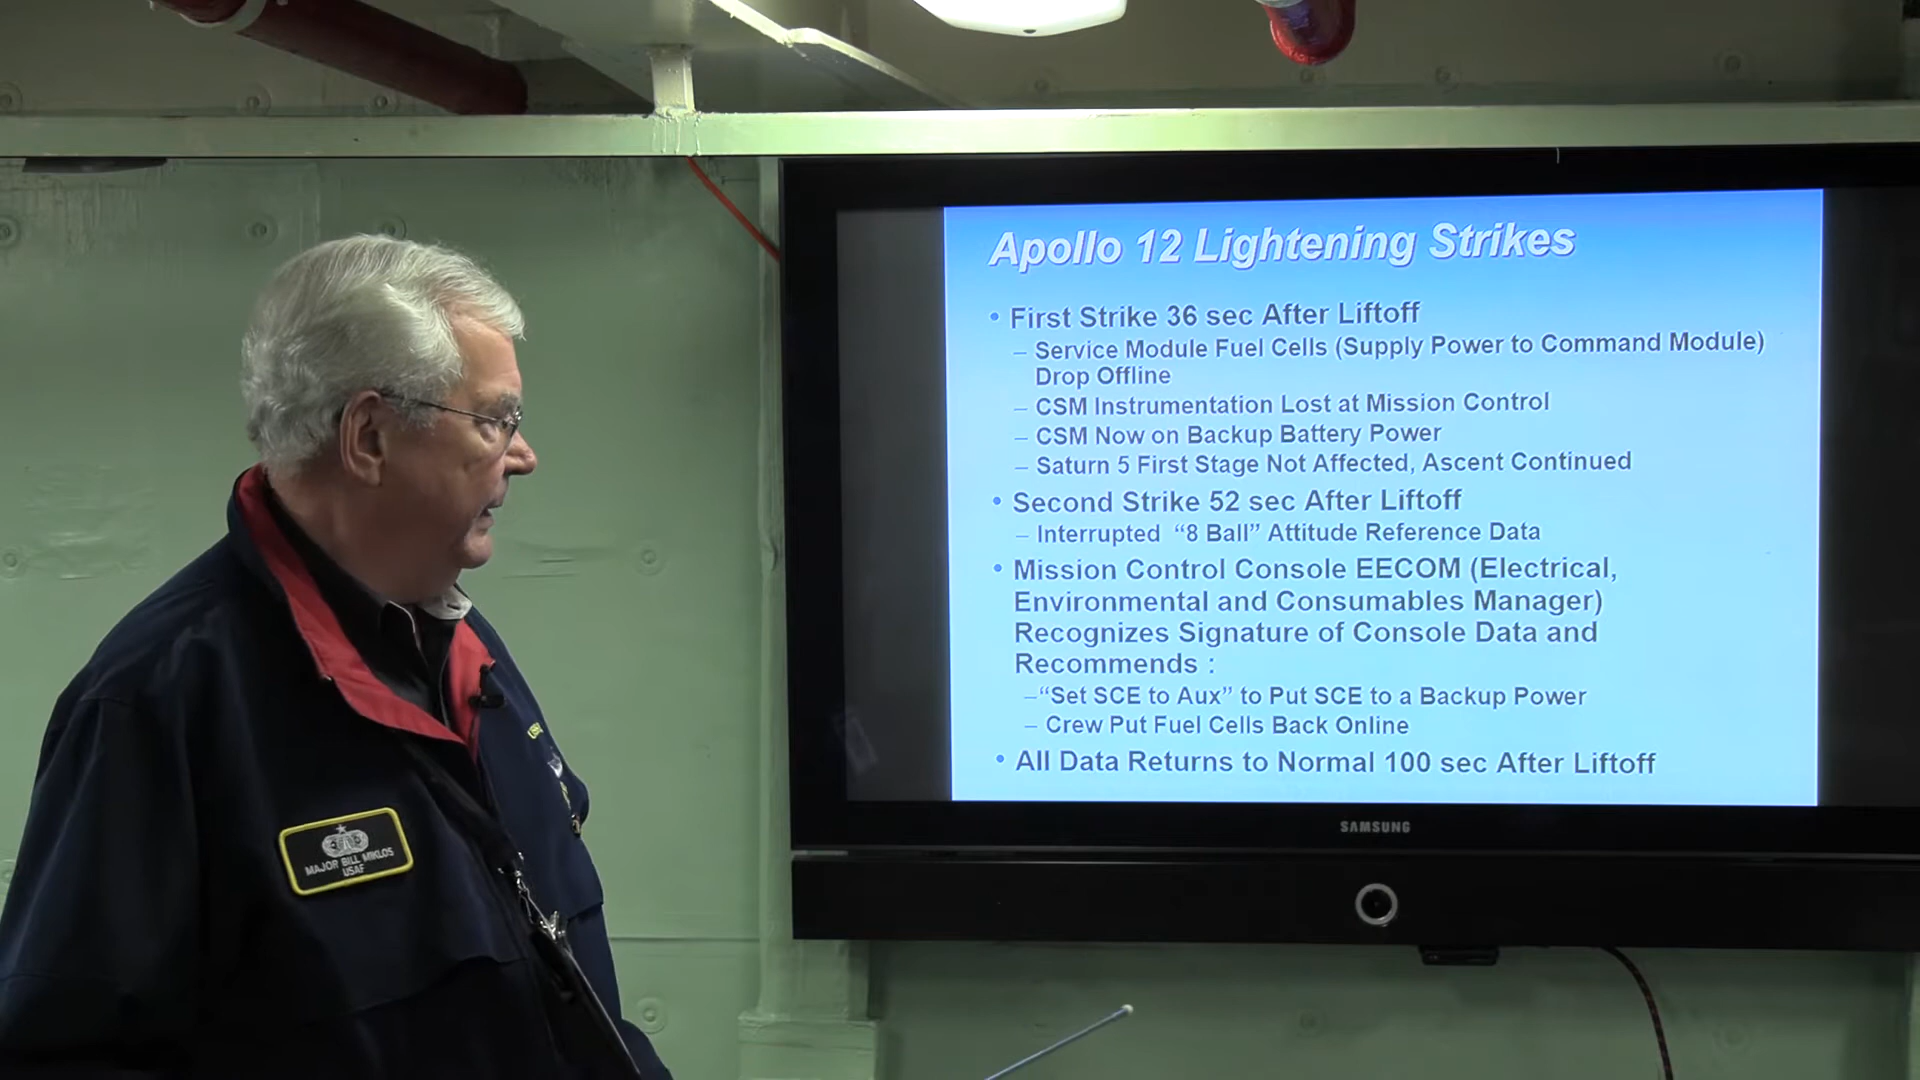 Apollo 12 Lightening Strikes
• First Strike 36 sec After Liftoff
– Service Module Fuel Cells (Supply Power to Command Module)
Drop Offline
– CSM Instrumentation Lost at Mission Control
– CSM Now on Backup Battery Power
– Saturn 5 First Stage Not Affected, Ascent Continued
• Second Strike 52 sec After Liftoff
– Interrupted “8 Ball” Attitude Reference Data
• Mission Control Console EECOM (Electrical,
Environmental and Consumables Manager)
Recognizes Signature of Console Data and
Recommends :
–“Set SCE to Aux” to Put SCE to a Backup Power
– Crew Put Fuel Cells Back Online
• All Data Returns to Normal 100 sec After Liftoff
SAMSUNG
MAJOR BILL MIKLOS
USAF